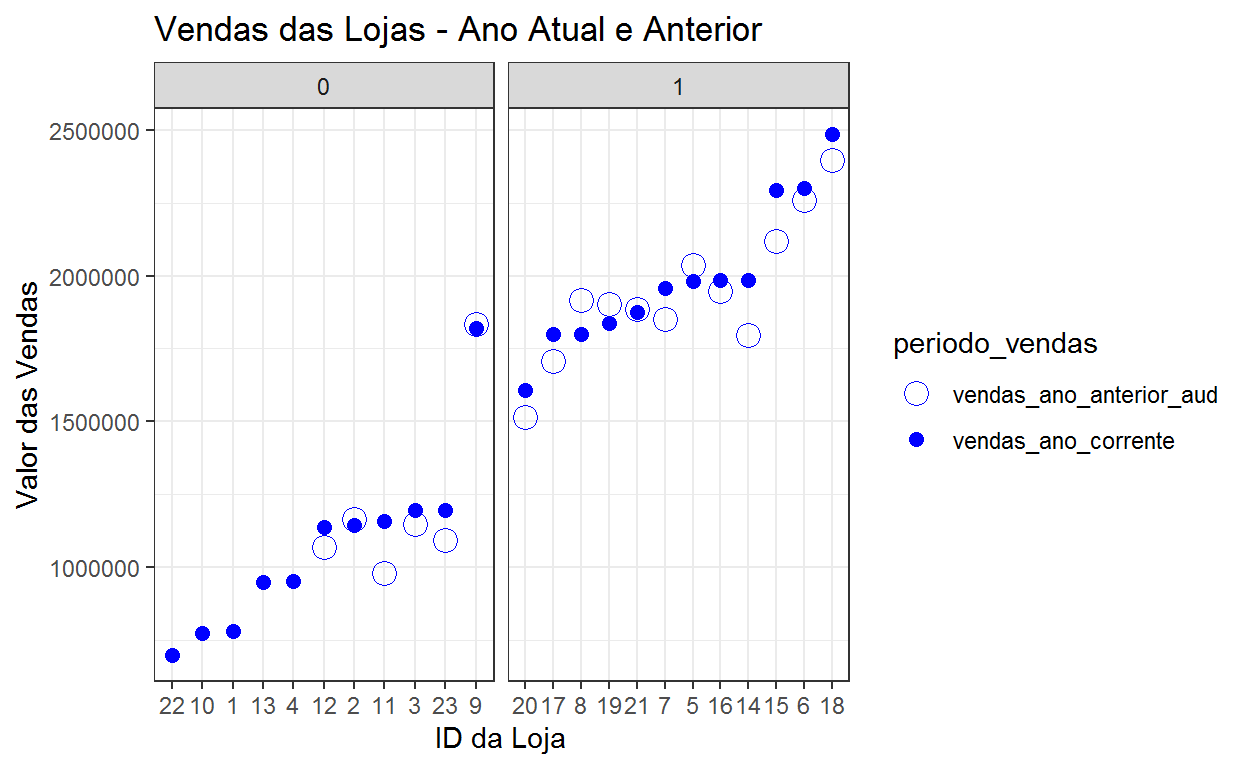 Vendas das Lojas - Ano Atual e Anterior
0 1
2500000
2000000
1500000
1000000
Valor das Vendas
22 10 1 13 4 12 2 11 3 23 9 20 17 8 19 21 7 5 16 14 15 6 18
ID da Loja
periodo_vendas
vendas_ano_anterior_aud
vendas_ano_corrente